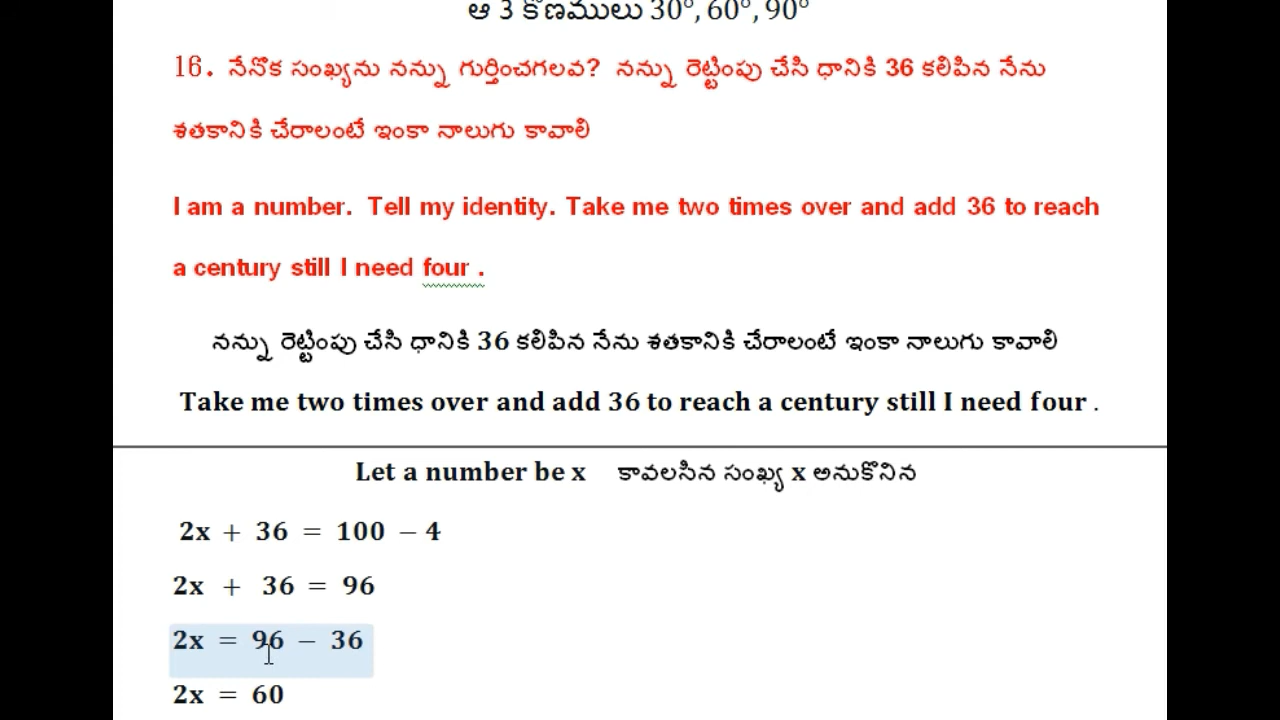 ఆ 3 కోణములు 30°, 60°, 90°
16. నేనొక సంఖ్యను నన్ను గుర్తించగలవ? నన్ను రెట్టింపు చేసి ధానికి 36 కలిపిన నేను
శతకానికి చేరాలంటే ఇంకా నాలుగు కావాలి
I am a number. Tell my identity. Take me two times over and add 36 to reach
a century still I need four .
నన్ను రెట్టింపు చేసి ధానికి 36 కలిపిన నేను శతకానికి చేరాలంటే ఇంకా నాలుగు కావాలి
Take me two times over and add 36 to reach a century still I need four .
Let a number be x కావలసిన సంఖ్య x అనుకొనిన
2x + 36 = 100 − 4
2x + 36 = 96
2x = 96 − 36
2x = 60